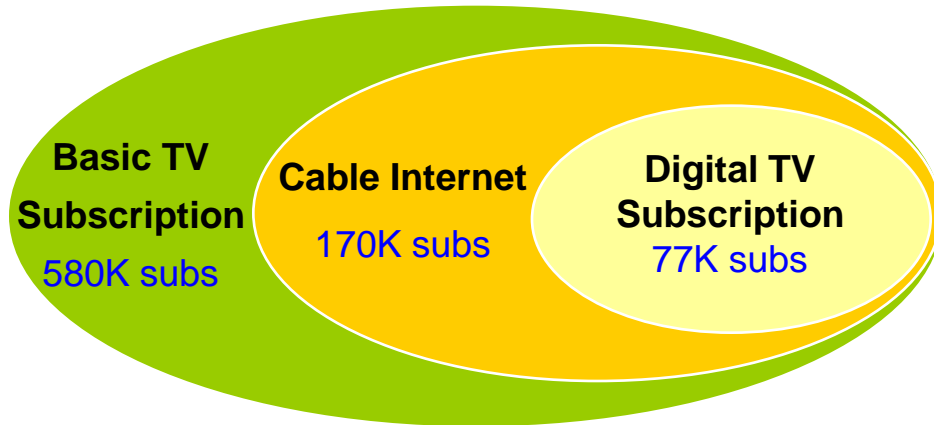 Basic TV
Subscription
580K subs
Cable Internet
170K subs
Digital TV
Subscription
77K subs